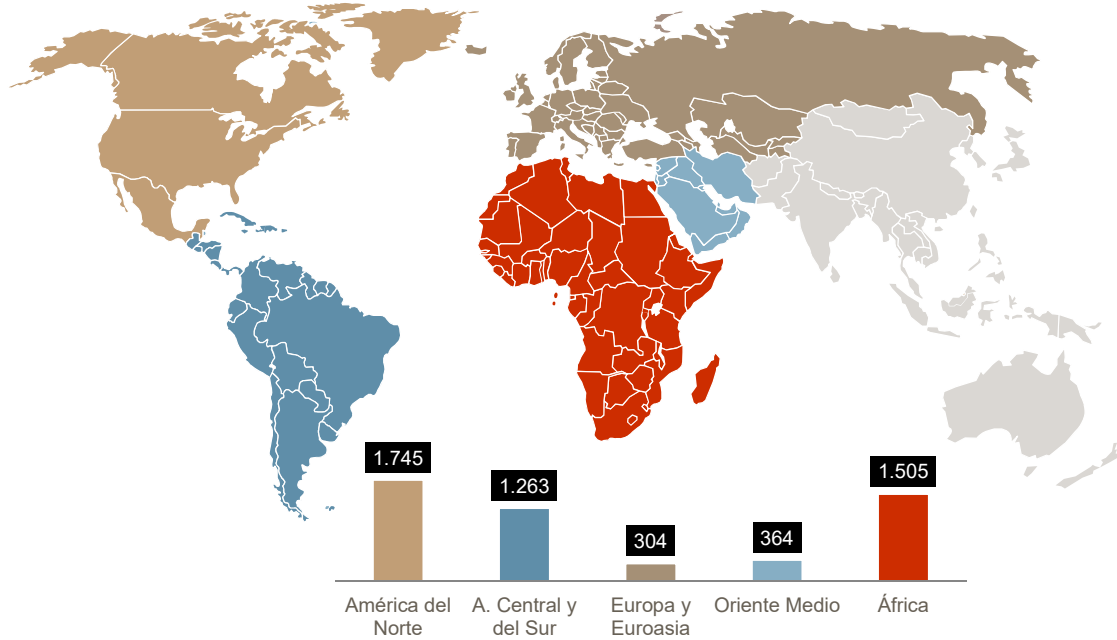 1.745
1.263
304
364
1.505
América del
Norte
A. Central y
del Sur
Europa y
Euroasia
Oriente Medio
África